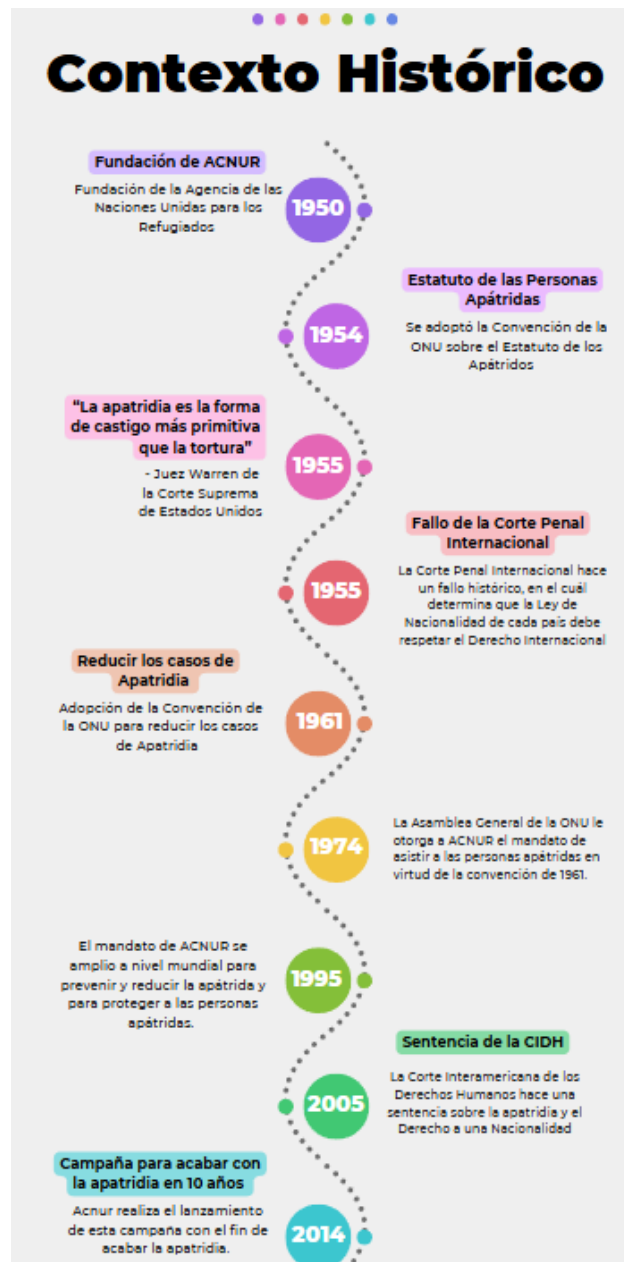 Contexto Histórico
Fundación de ACNUR
Fundación de la Agencia de las
Naciones Unidas para los
Refugiados
1950
Estatuto de las Personas
Apátridas
Se adoptó la Convención de la
ONU sobre el Estatuto de los
Apátridos
1954
“La apatridia es la forma
de castigo más primitiva
que la tortura”
- Juez Warren de
la Corte Suprema
de Estados Unidos
1955
Fallo de la Corte Penal
Internacional
La Corte Penal Internacional hace
un fallo histórico, en el cuál
determina que la Ley de
Nacionalidad de cada país debe
respetar el Derecho Internacional
1955
Reducir los casos de
Apatridia
Adopción de la Convención de
la ONU para reducir los casos
de Apatridia
1961
La Asamblea General de la ONU le
otorga a ACNUR el mandato de
asistir a las personas apátridas en
virtud de la convención de 1961.
1974
El mandato de ACNUR se
amplio a nivel mundial para
prevenir y reducir la apátrida y
para proteger a las personas
apátridas.
1995
Sentencia de la CIDH
La Corte Interamericana de los
Derechos Humanos hace una
sentencia sobre la apatridia y el
Derecho a una Nacionalidad
2005
Campaña para acabar con
la apatridia en 10 años
Acnur realiza el lanzamiento
de esta campaña con el fin de
acabar la apatridia.
2014